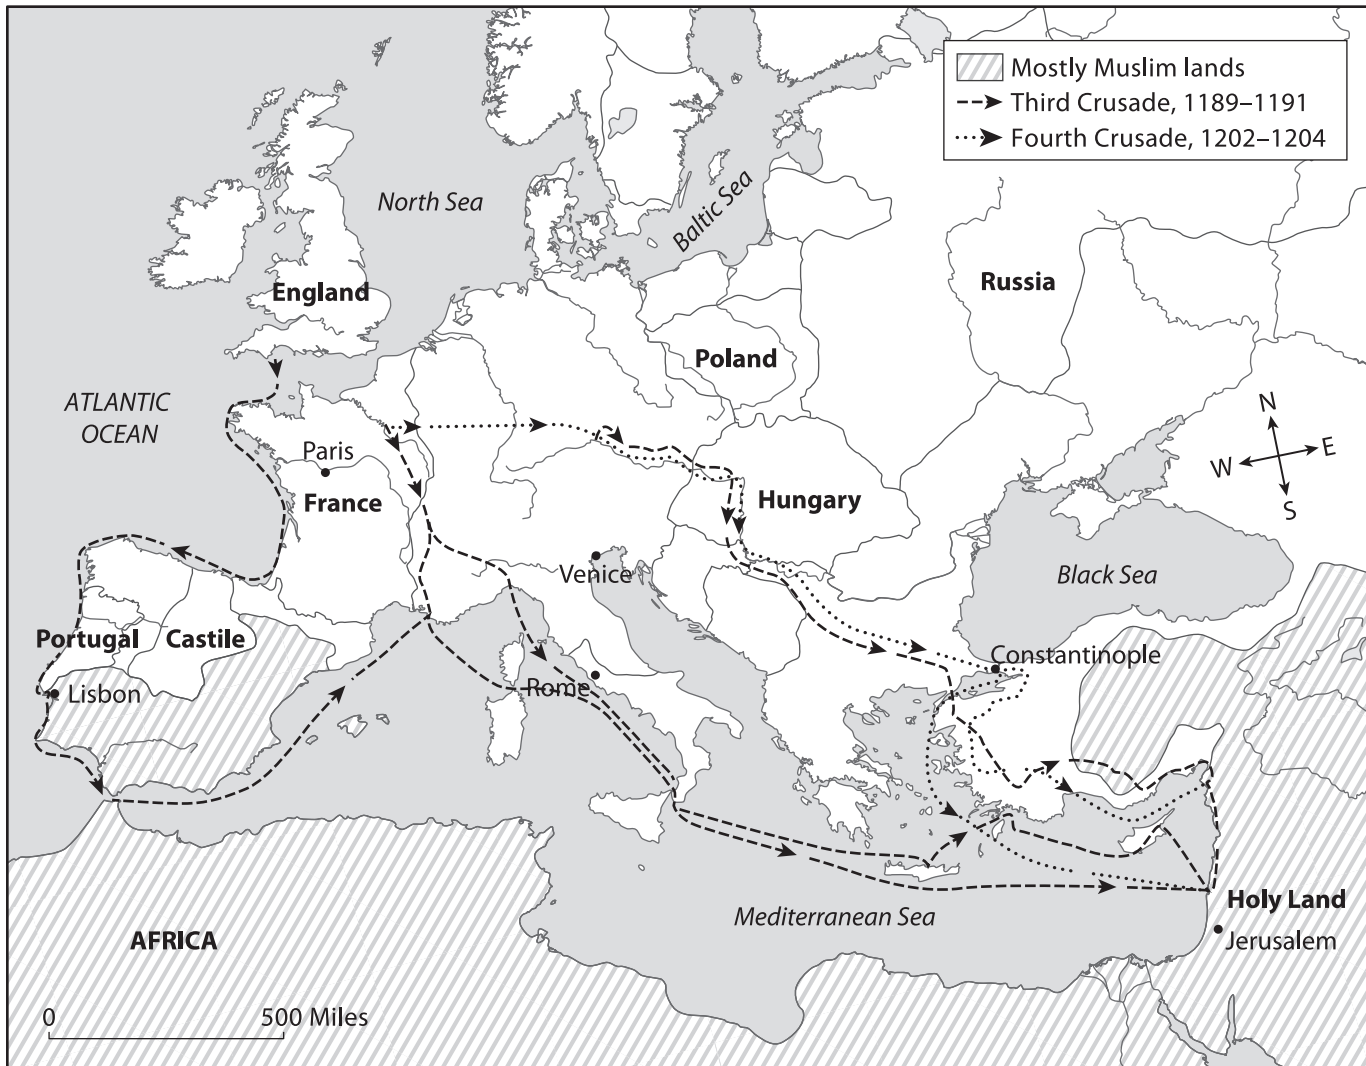 Mostly Muslim lands
Third Crusade, 1189–1191
Fourth Crusade, 1202–1204
North Sea
Baltic Sea
England
Russia
Poland
ATLANTIC
OCEAN
N
W
E
S
Paris
France
Hungary
Venice
Black Sea
Portugal
Castile
Constantinople
Lisbon
Rome
Mediterranean Sea
Holy Land
Jerusalem
AFRICA
0
500 Miles